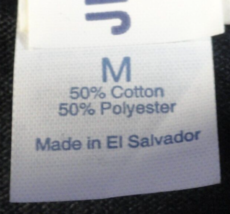 M
50% Cotton
50% Polyester
Made in El Salvador